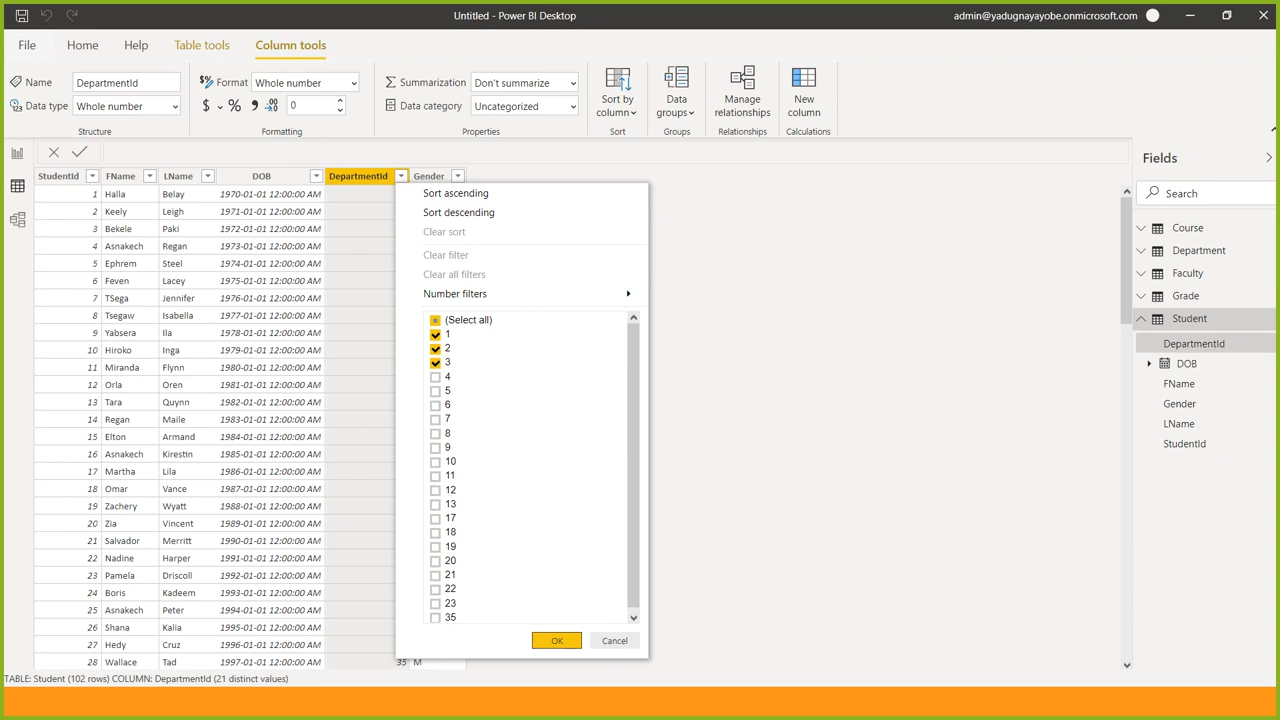 Untitled - Power BI Desktop
admin@yadugnayayobe.onmicrosoft.com
File
Home
Help
Table tools
Column tools
Name
DepartmentId
Data type
Whole number
Structure
Format
Whole number
$
%
0
Formatting
Summarization
Don't summarize
Data category
Uncategorized
Properties
Sort by
column
Sort
Data
groups
Groups
Manage
relationships
Relationships
New
column
Calculations
StudentId FName LName DOB DepartmentId Gender
1 Halla Belay 1970-01-01 12:00:00 AM
2 Keely Leigh 1971-01-01 12:00:00 AM
3 Bekele Paki 1972-01-01 12:00:00 AM
4 Asnakech Regan 1973-01-01 12:00:00 AM
5 Ephrem Steel 1974-01-01 12:00:00 AM
6 Feven Lacey 1975-01-01 12:00:00 AM
7 TSega Jennifer 1976-01-01 12:00:00 AM
8 Tsegaw Isabella 1977-01-01 12:00:00 AM
9 Yabsera Ila 1978-01-01 12:00:00 AM
10 Hiroko Inga 1979-01-01 12:00:00 AM
11 Miranda Flynn 1980-01-01 12:00:00 AM
12 Orla Oren 1981-01-01 12:00:00 AM
13 Tara Quynn 1982-01-01 12:00:00 AM
14 Regan Maile 1983-01-01 12:00:00 AM
15 Elton Armand 1984-01-01 12:00:00 AM
16 Asnakech Kirestin 1985-01-01 12:00:00 AM
17 Martha Lila 1986-01-01 12:00:00 AM
18 Omar Vance 1987-01-01 12:00:00 AM
19 Zachery Wyatt 1988-01-01 12:00:00 AM
20 Zia Vincent 1989-01-01 12:00:00 AM
21 Salvador Merritt 1990-01-01 12:00:00 AM
22 Nadine Harper 1991-01-01 12:00:00 AM
23 Pamela Driscoll 1992-01-01 12:00:00 AM
24 Boris Kadeem 1993-01-01 12:00:00 AM
25 Asnakech Peter 1994-01-01 12:00:00 AM
26 Shana Kalia 1995-01-01 12:00:00 AM
27 Hedy Cruz 1996-01-01 12:00:00 AM
28 Wallace Tad 1997-01-01 12:00:00 AM 35 M
Sort ascending
Sort descending
Clear sort
Clear filter
Clear all filters
Number filters
(Select all)
1
2
3
4
5
6
7
8
9
10
11
12
13
17
18
19
20
21
22
23
35
OK
Cancel
Fields
Search
Course
Department
Faculty
Grade
Student
DepartmentId
DOB
FName
Gender
LName
StudentId
TABLE: Student (102 rows) COLUMN: DepartmentId (21 distinct values)